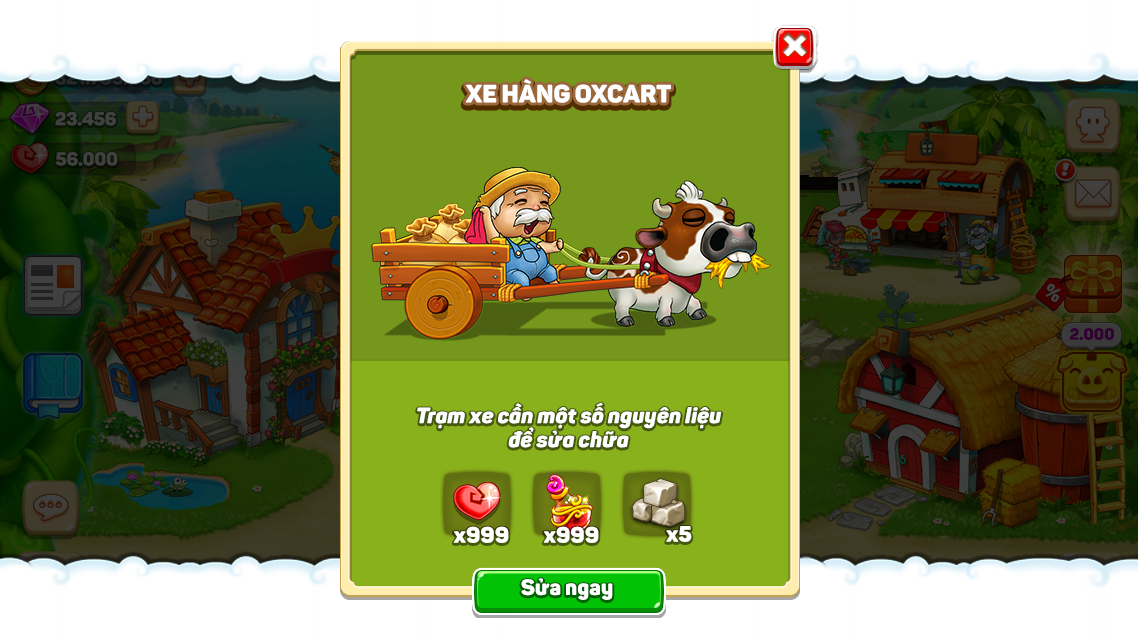 XE HÀNG OXCART
23.456
56.000
!
%
2.000
Trạm xe cần một số nguyên liệu
để sửa chữa
x999
x999
x5
Sửa ngay